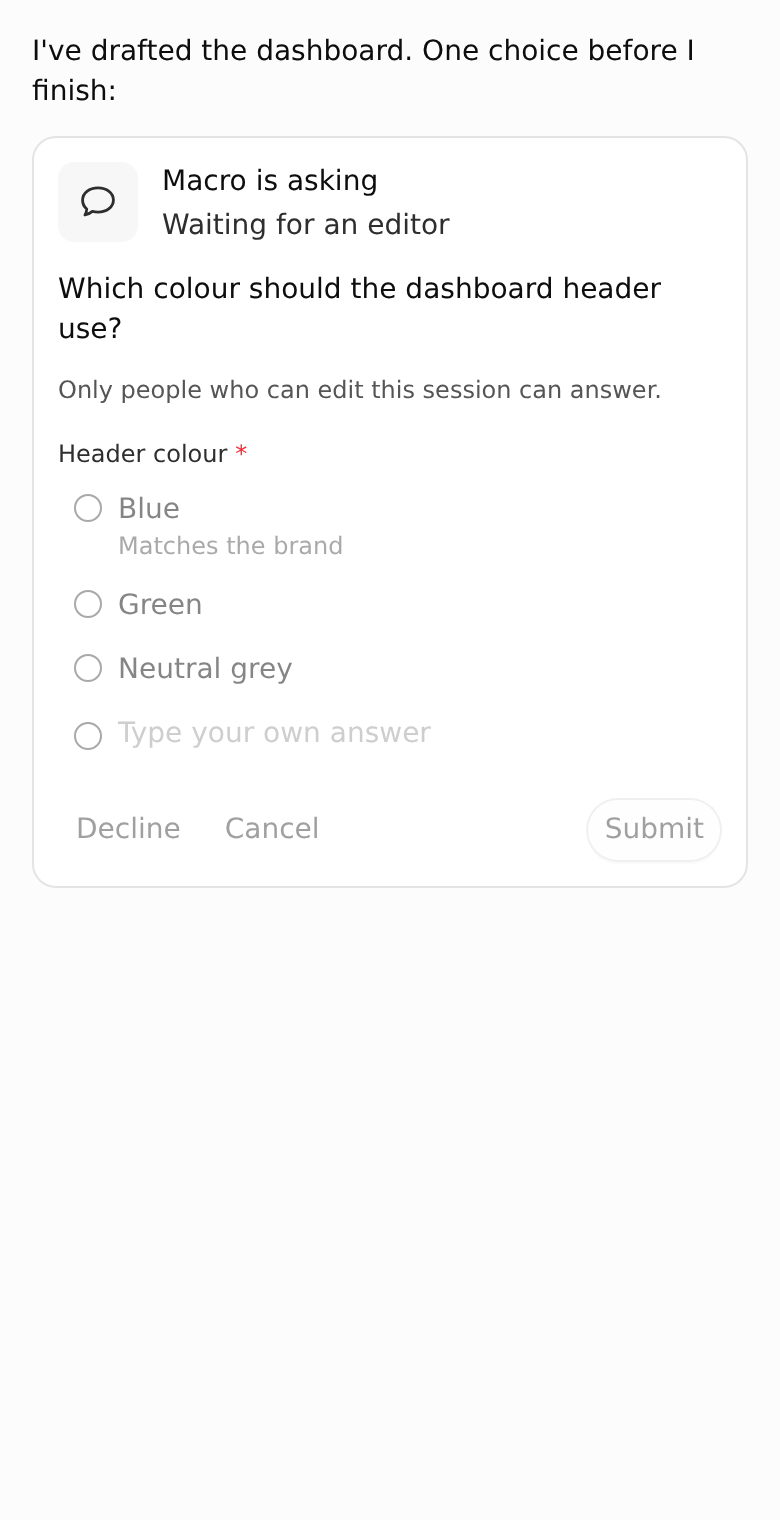 I've drafted the dashboard. One choice before I
finish:
Macro is asking
Waiting for an editor
Which colour should the dashboard header
use?
Only people who can edit this session can answer.
Header colour *
Blue
Matches the brand
Green
Neutral grey
Type your own answer
Decline Cancel Submit